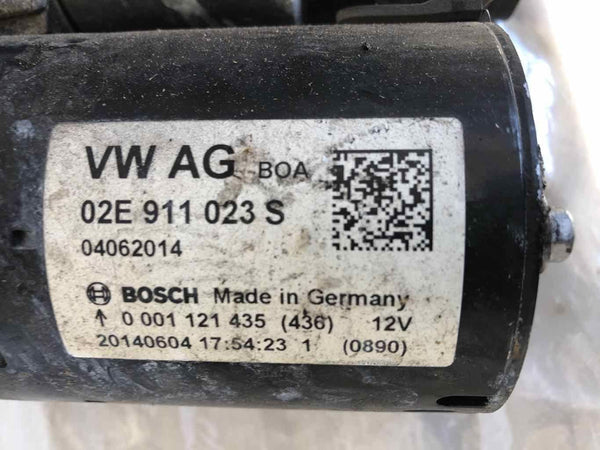 VW AG BOA
02E 911 023 S
04062014
BOSCH Made in Germany
↑ 0 001 121 435 (436) 12V
20140604 17:54:23 1 (0890)